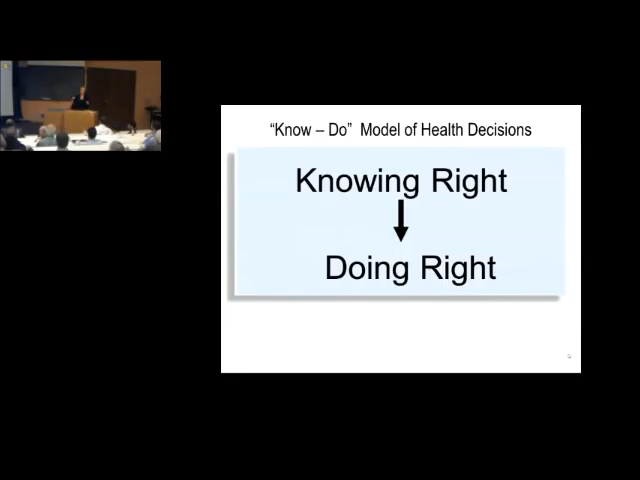 “Know – Do” Model of Health Decisions
Knowing Right
Doing Right